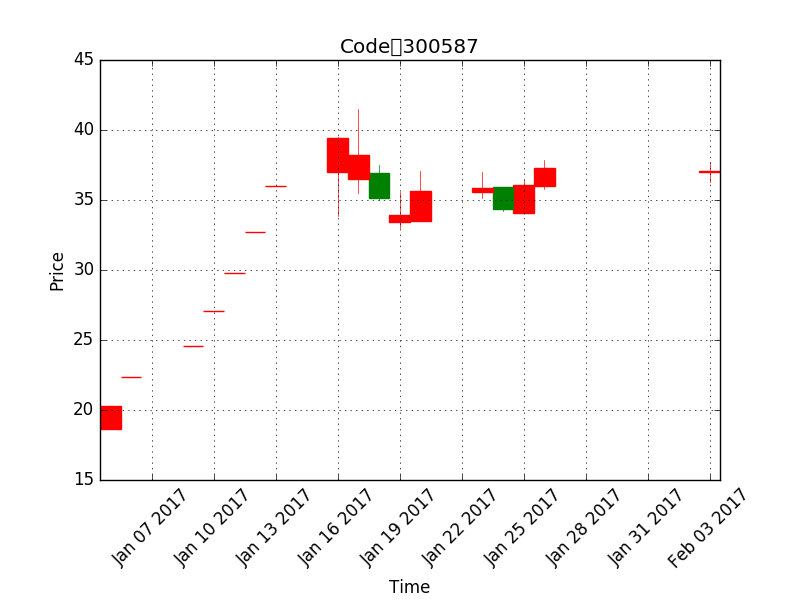 Code▯300587
45
40
35
30
25
20
15
Price
Jan 07 2017
Jan 10 2017
Jan 13 2017
Jan 16 2017
Jan 19 2017
Jan 22 2017
Jan 25 2017
Jan 28 2017
Jan 31 2017
Feb 03 2017
Time